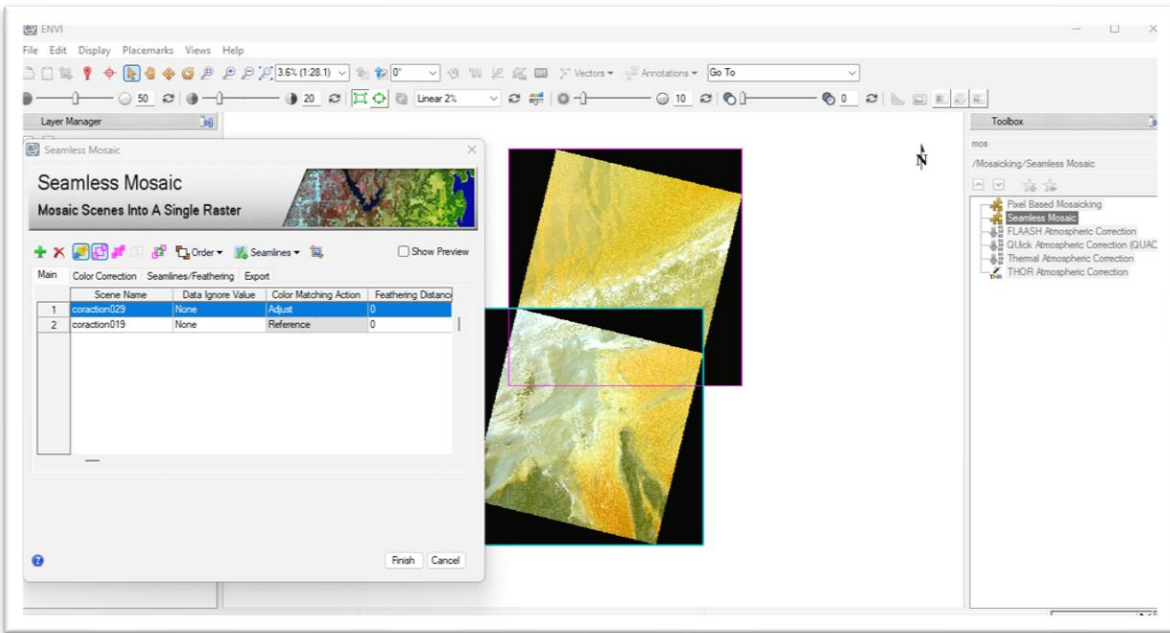 ENVI
File Edit Display Placemarks Views Help
3.6% (1:28.1) 0° Vectors Annotations Go To
50 20 Linear 2% 10 0
Layer Manager
Toolbox
Seamless Mosaic
mos
/Mosaicking/Seamless Mosaic
Seamless Mosaic
Mosaic Scenes Into A Single Raster
N
Pixel Based Mosaicking
Seamless Mosaic
FLAASH Atmospheric Correction
QUick Atmospheric Correction (QUAC
Thermal Atmospheric Correction
THOR Atmospheric Correction
Order Seamlines Show Preview
Main Color Correction Seamlines/Feathering Export
Scene Name Data Ignore Value Color Matching Action Feathering Distanc
1 coraction029 None Adjust 0
2 coraction019 None Reference 0
Finish Cancel